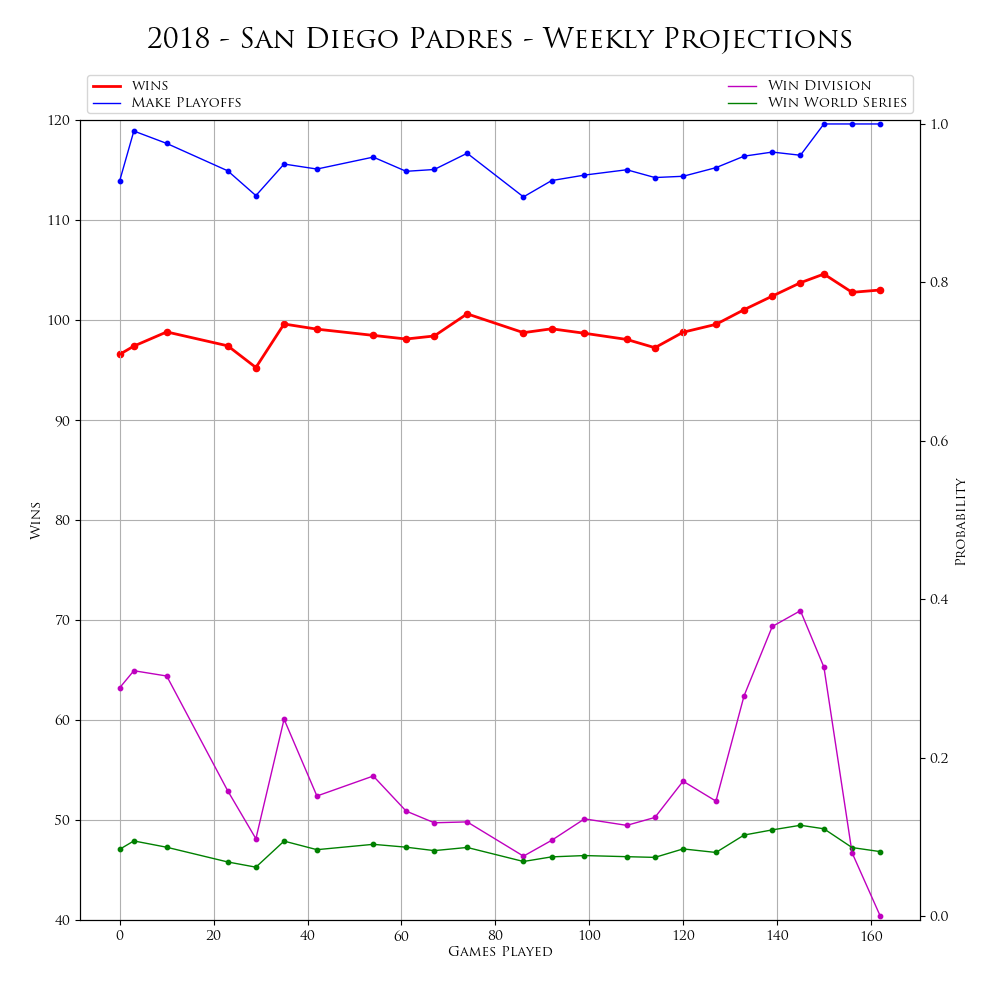 2018 - San Diego Padres - Weekly Projections
wins
Make Playoffs
Win Division
Win World Series
120
110
100
90
80
70
60
50
40
Wins
1.0
0.8
0.6
0.4
0.2
0.0
Probability
0 20 40 60 80 100 120 140 160
Games Played